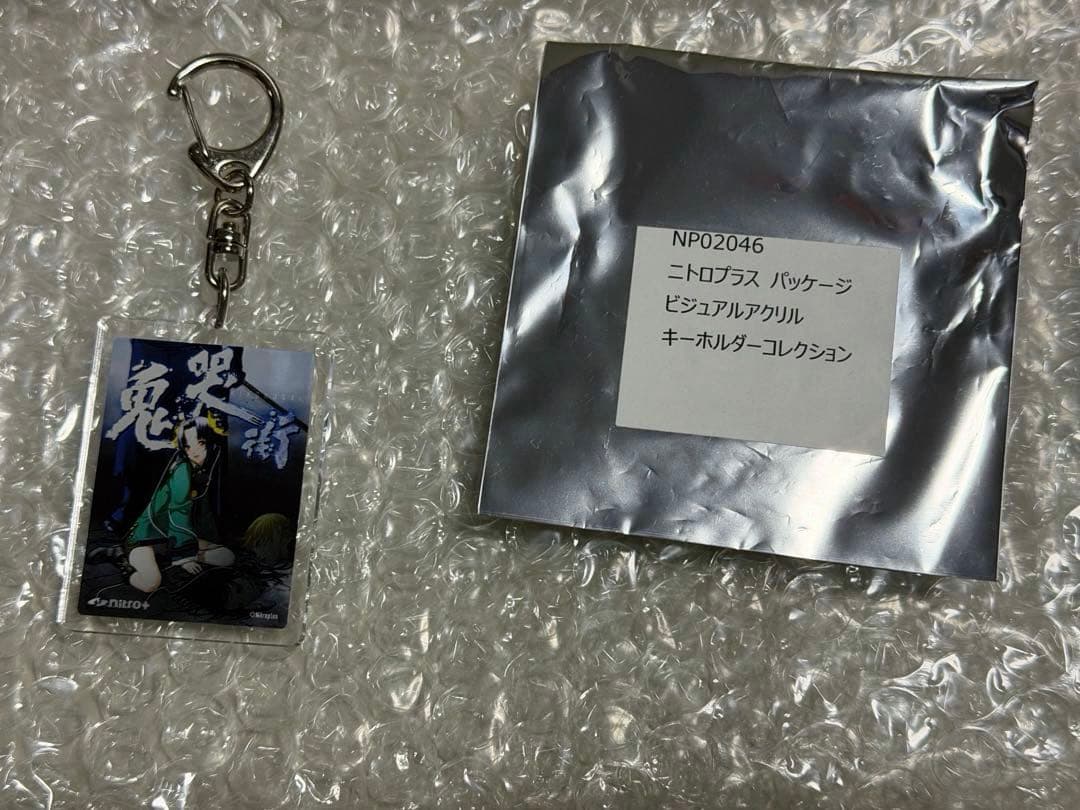 鬼哭街
nitro+
©Nitroplus
NP02046
ニトロプラス パッケージ
ビジュアルアクリル
キーホルダーコレクション